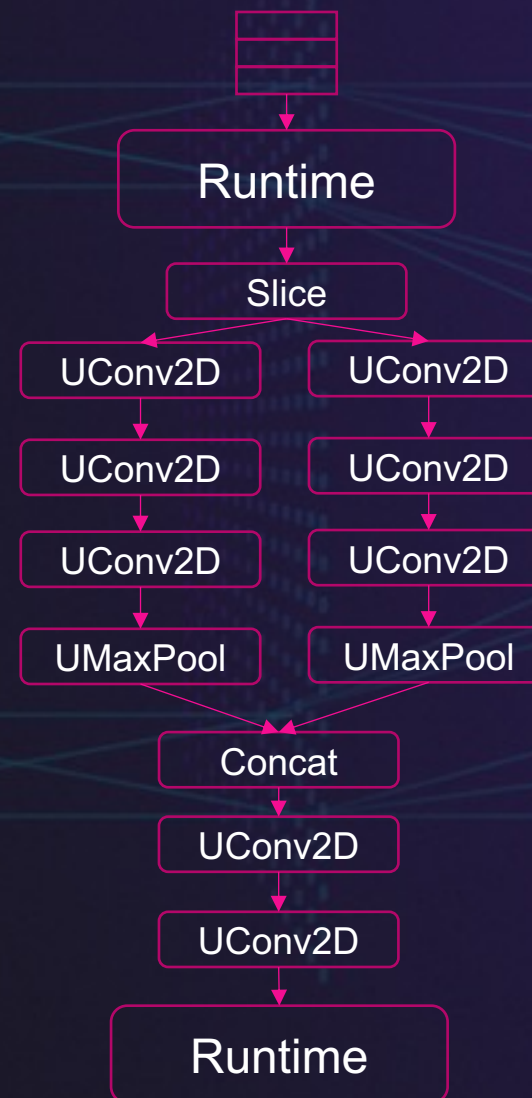 Runtime
Slice
UConv2D UConv2D
UConv2D UConv2D
UConv2D UConv2D
UMaxPool UMaxPool
Concat
UConv2D
UConv2D
Runtime